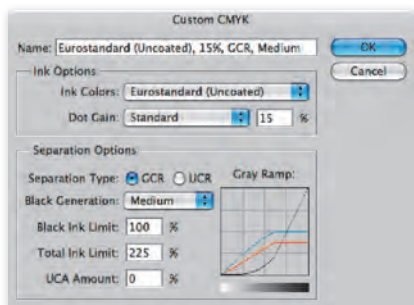 Custom CMYK
Name: Eurostandard (Uncoated), 15%, GCR, Medium
OK
Cancel
Ink Options
Ink Colors: Eurostandard (Uncoated)
Dot Gain: Standard 15 %
Separation Options
Separation Type: GCR UCR
Gray Ramp:
Black Generation: Medium
Black Ink Limit: 100 %
Total Ink Limit: 225 %
UCA Amount: 0 %